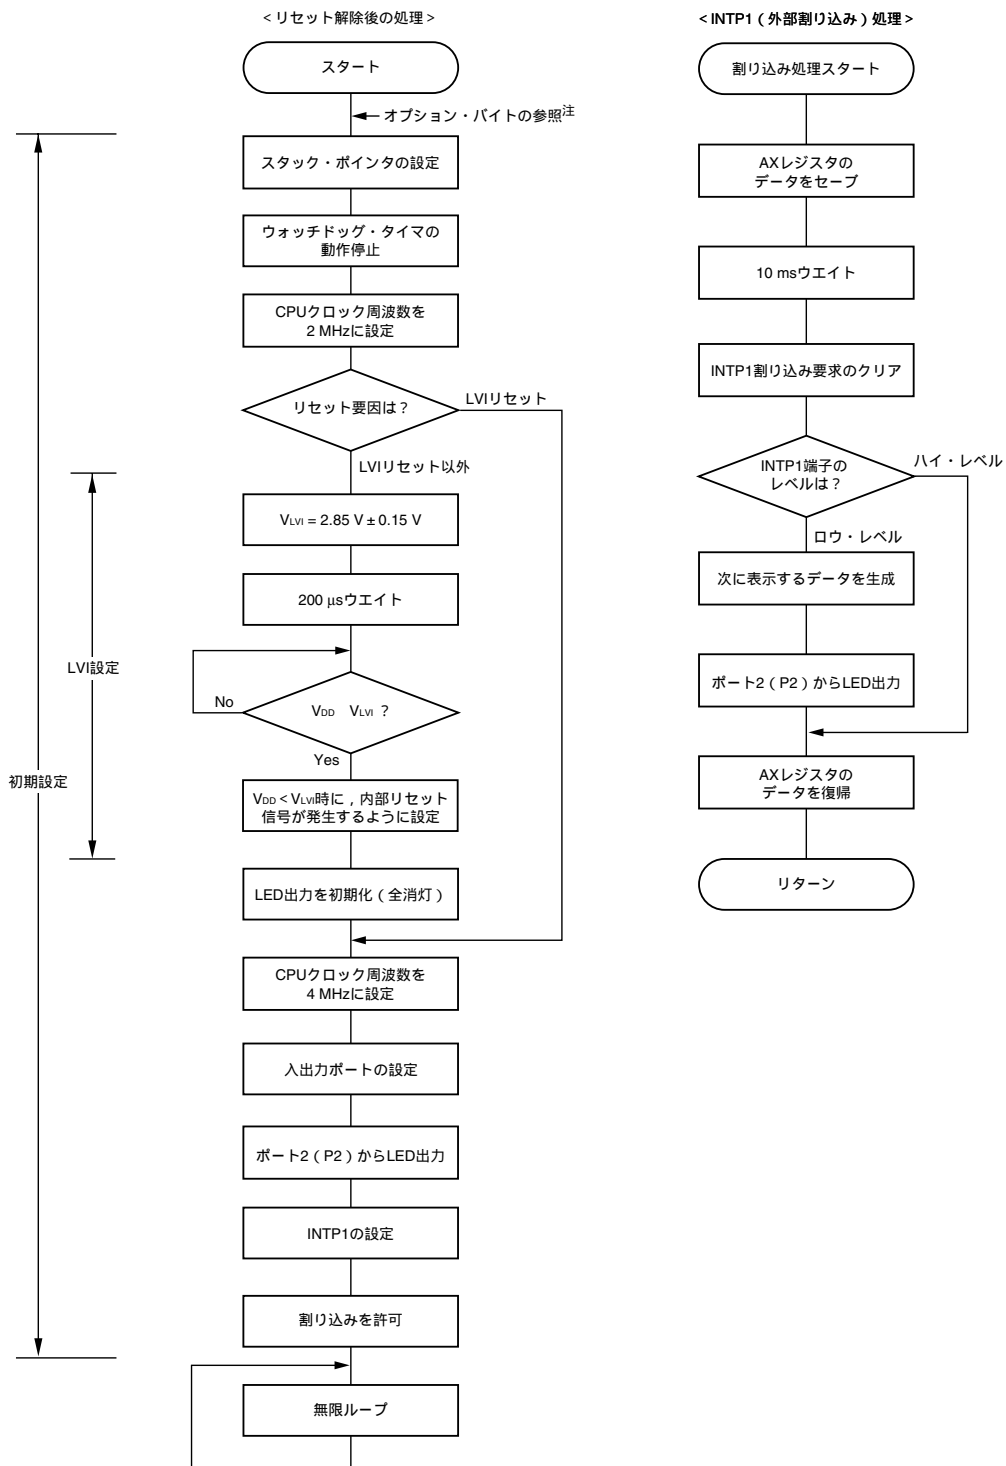 ＜リセット解除後の処理＞
スタート
オプション・バイトの参照注
スタック・ポインタの設定
ウォッチドッグ・タイマの
動作停止
CPUクロック周波数を
2 MHzに設定
リセット要因は？
LVIリセット
LVIリセット以外
VLVI = 2.85 V ± 0.15 V
200 μsウエイト
LVI設定
No
VDD VLVI ？
Yes
初期設定
VDD < VLVI時に，内部リセット
信号が発生するように設定
LED出力を初期化（全消灯）
CPUクロック周波数を
4 MHzに設定
入出力ポートの設定
ポート2（P2）からLED出力
INTP1の設定
割り込みを許可
無限ループ
＜INTP1（外部割り込み）処理＞
割り込み処理スタート
AXレジスタの
データをセーブ
10 msウエイト
INTP1割り込み要求のクリア
INTP1端子の
レベルは？
ハイ・レベル
ロウ・レベル
次に表示するデータを生成
ポート2（P2）からLED出力
AXレジスタの
データを復帰
リターン